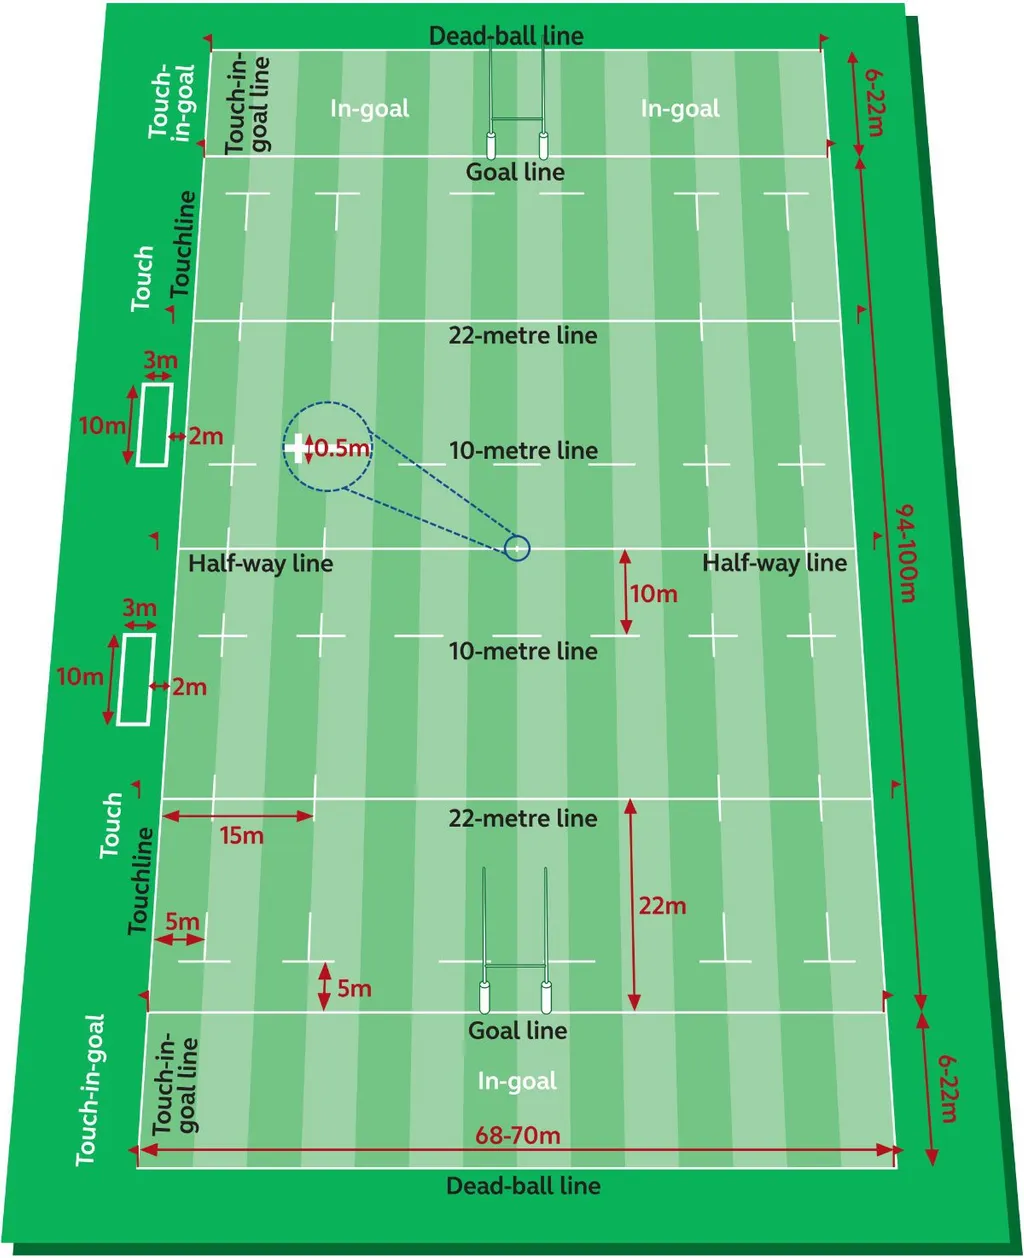 Dead-ball line
Touch-
in-goal
Touch-in-
goal line
In-goal
In-goal
6-22m
Goal line
Touch
Touchline
22-metre line
3m
10m
2m
0.5m
10-metre line
94-100m
Half-way line
Half-way line
10m
3m
10m
2m
10-metre line
15m
22-metre line
Touch
Touchline
5m
22m
5m
Goal line
Touch-in-goal
Touch-in-
goal line
In-goal
6-22m
68-70m
Dead-ball line